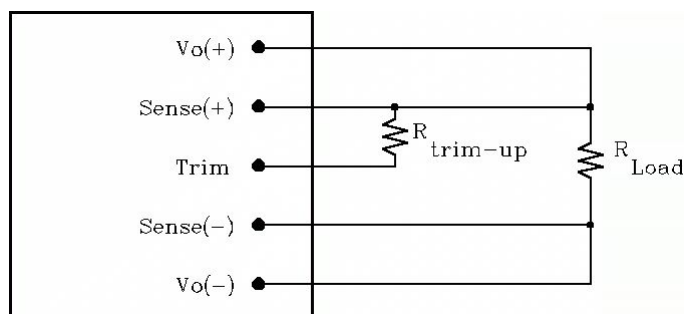 Vo(+)
Sense(+)
R
trim-up
Trim
R
Load
Sense(-)
Vo(-)